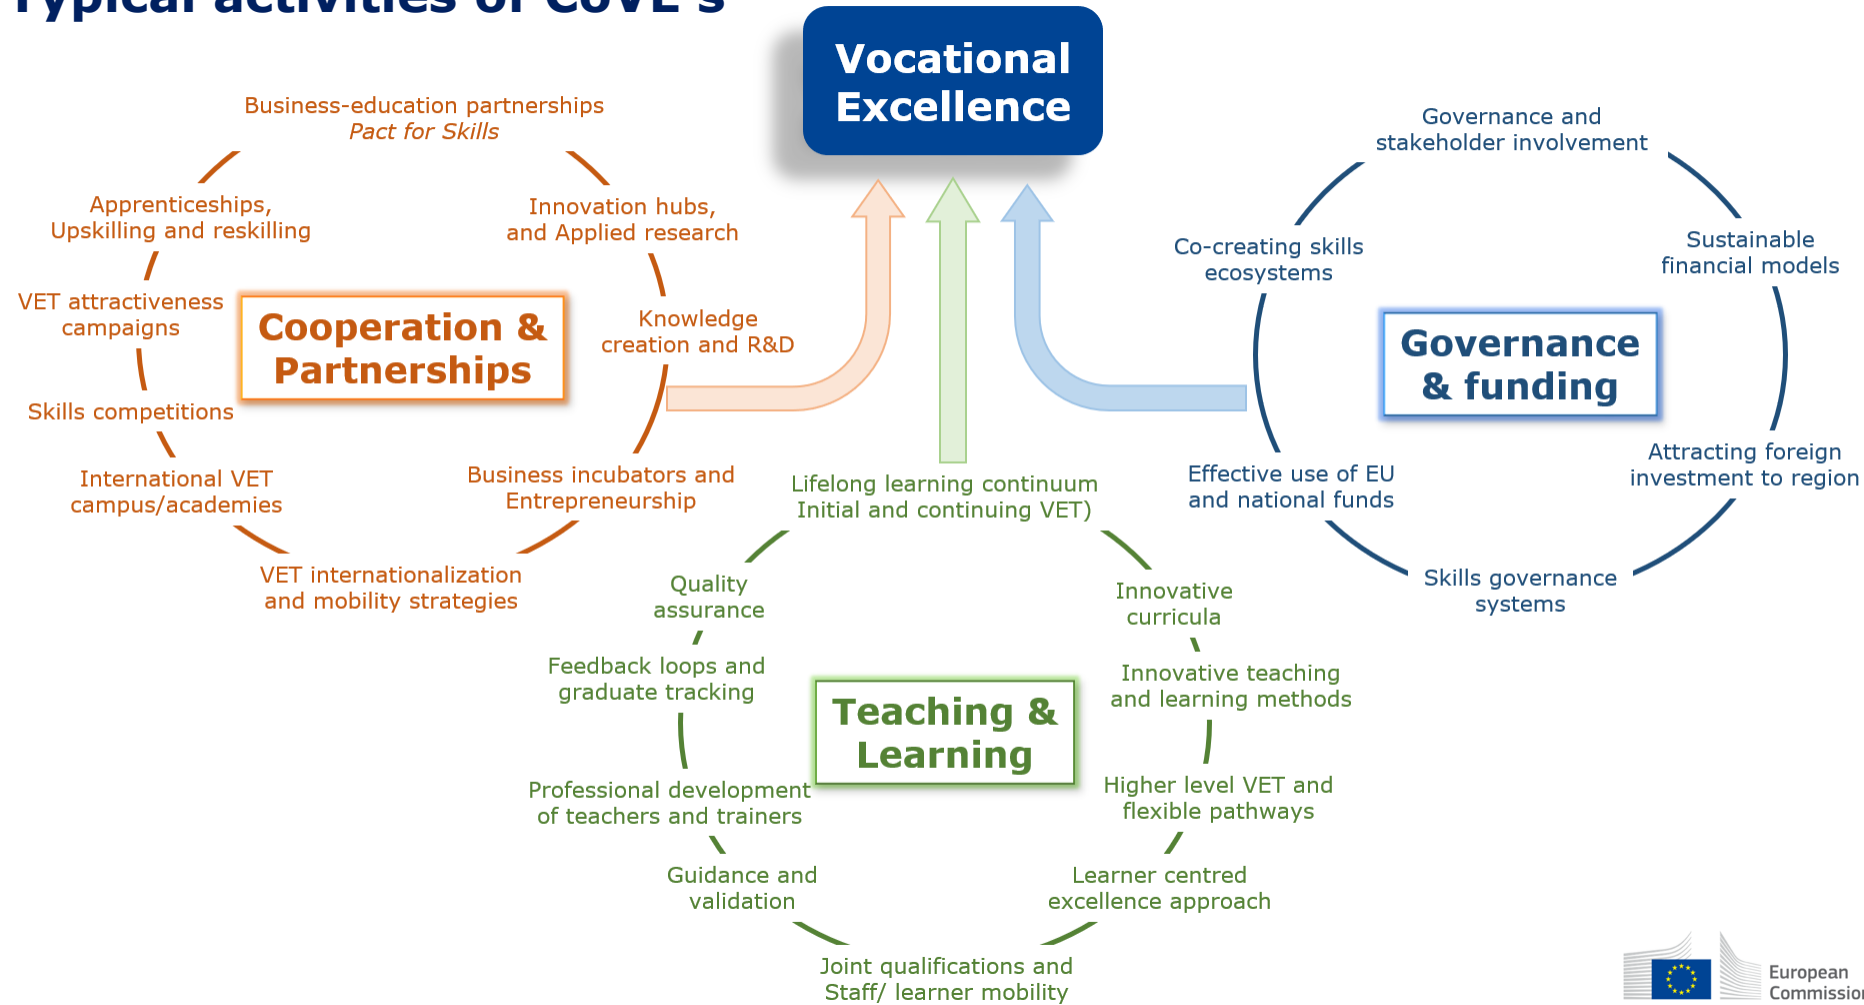 Typical activities of CoVE's
Vocational
Excellence
Business-education partnerships
Pact for Skills
Innovation hubs,
and Applied research
Knowledge
creation and R&D
Business incubators and
Entrepreneurship
VET internationalization
and mobility strategies
International VET
campus/academies
Skills competitions
VET attractiveness
campaigns
Apprenticeships,
Upskilling and reskilling
Cooperation &
Partnerships
Governance and
stakeholder involvement
Sustainable
financial models
Attracting foreign
investment to region
Skills governance
systems
Effective use of EU
and national funds
Co-creating skills
ecosystems
Governance
& funding
Lifelong learning continuum
Initial and continuing VET)
Innovative
curricula
Innovative teaching
and learning methods
Higher level VET and
flexible pathways
Learner centred
excellence approach
Joint qualifications and
Staff/ learner mobility
Guidance and
validation
Professional development
of teachers and trainers
Feedback loops and
graduate tracking
Quality
assurance
Teaching &
Learning
European
Commission